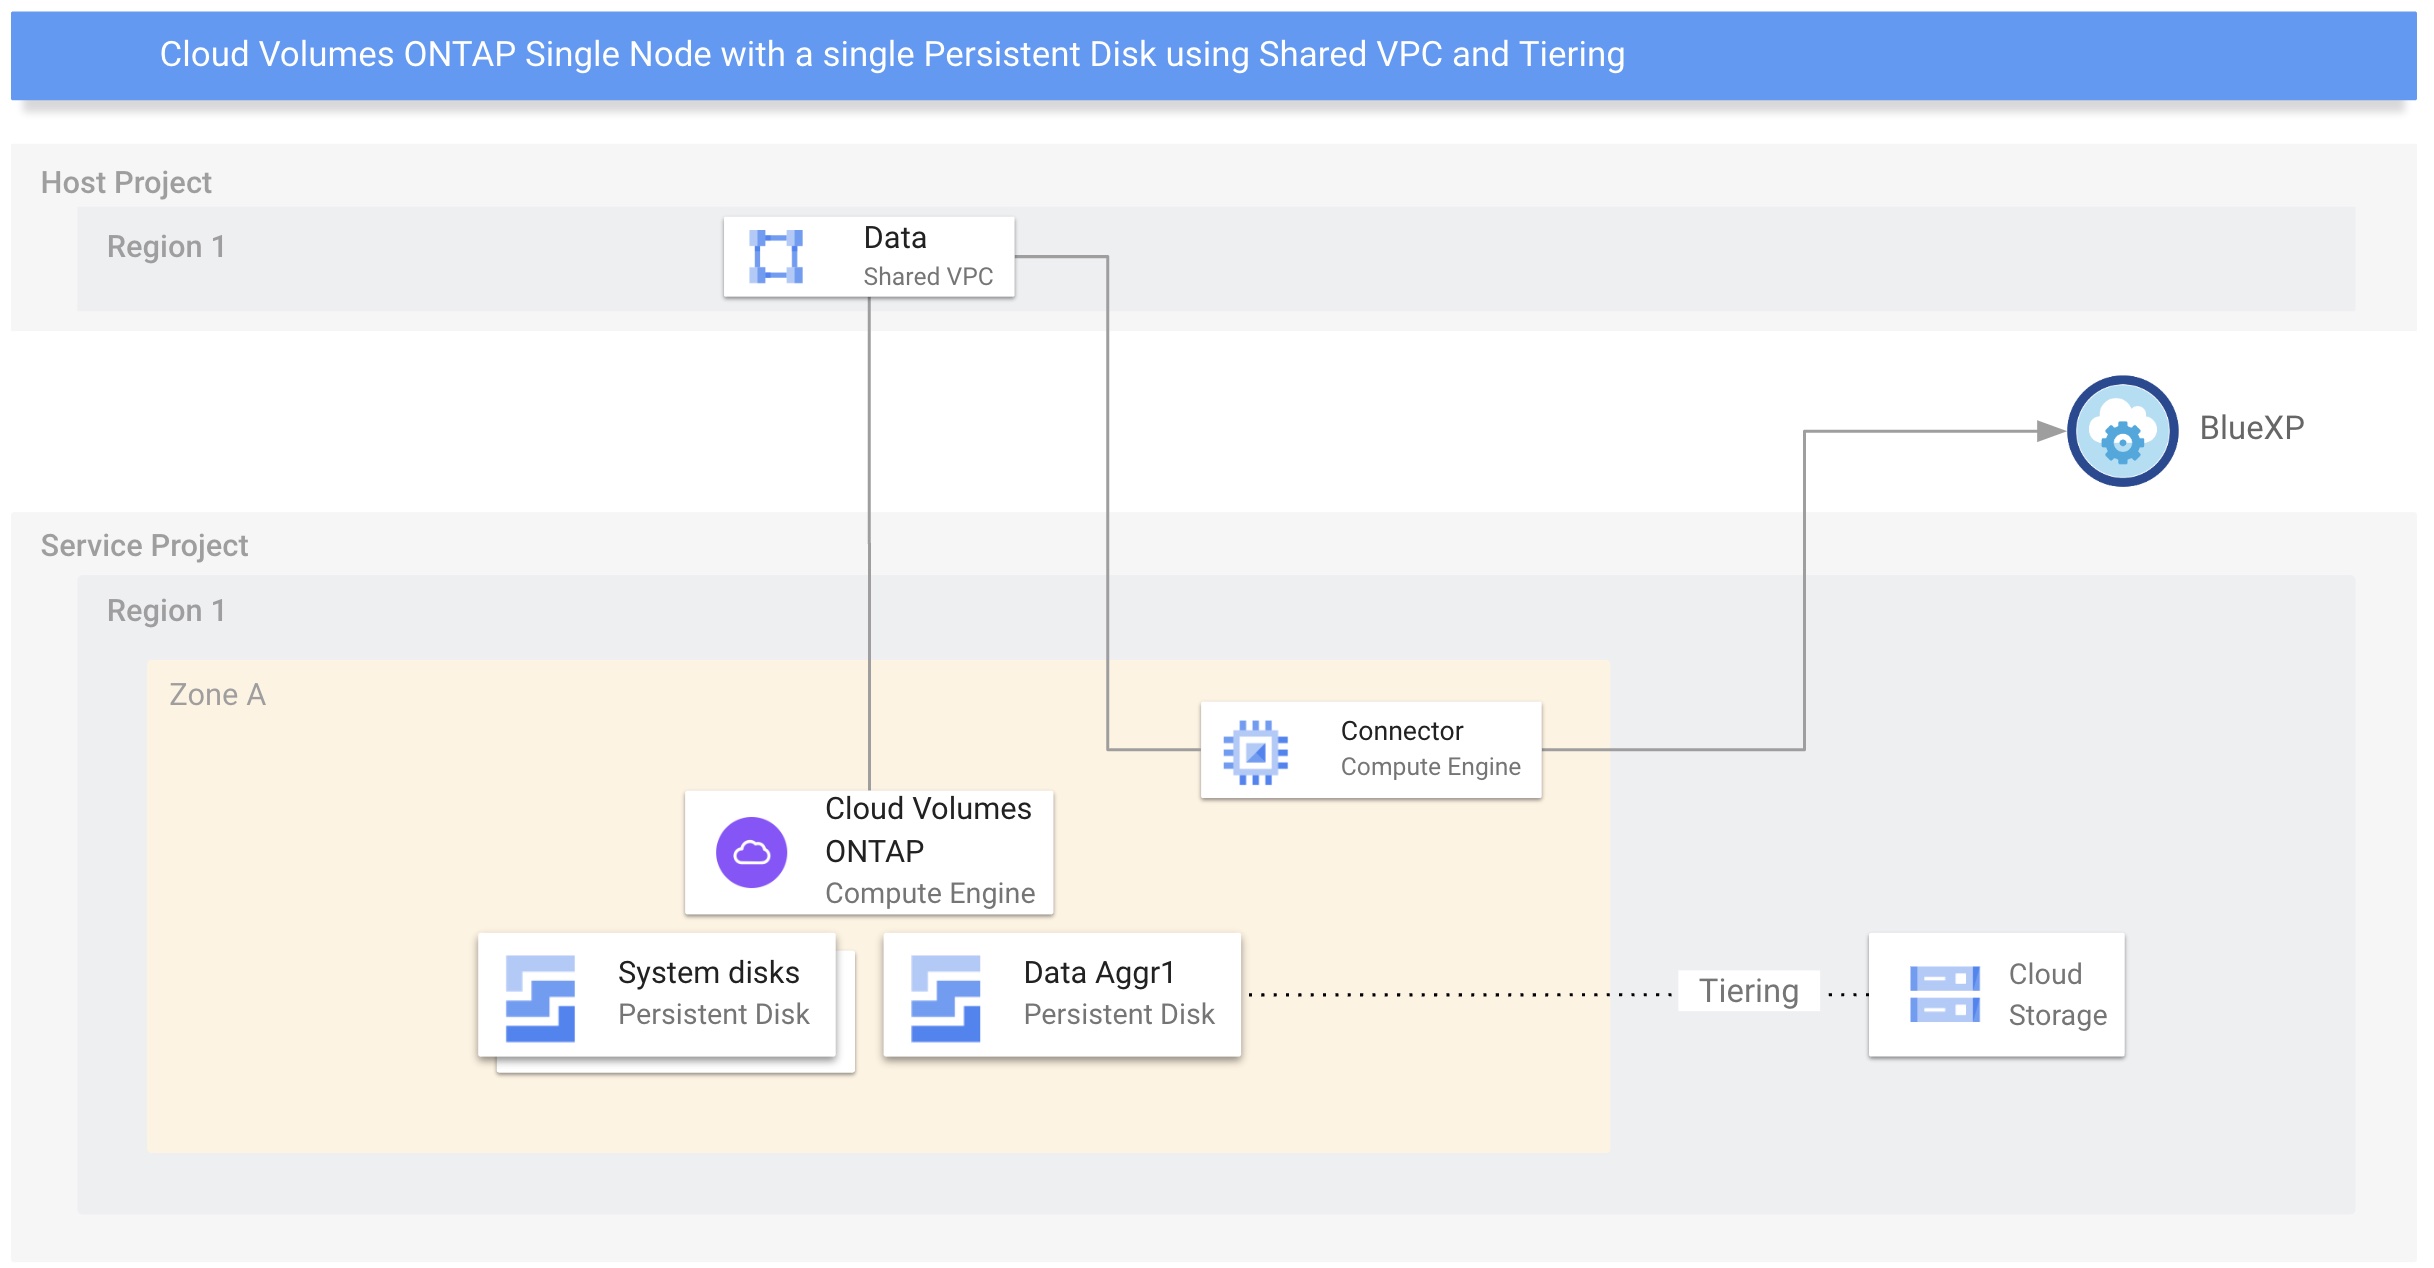 Cloud Volumes ONTAP Single Node with a single Persistent Disk using Shared VPC and Tiering
Host Project
Region 1
Data
Shared VPC
BlueXP
Service Project
Region 1
Zone A
Connector
Compute Engine
Cloud Volumes
ONTAP
Compute Engine
System disks
Persistent Disk
Data Aggr1
Persistent Disk
Tiering
Cloud
Storage